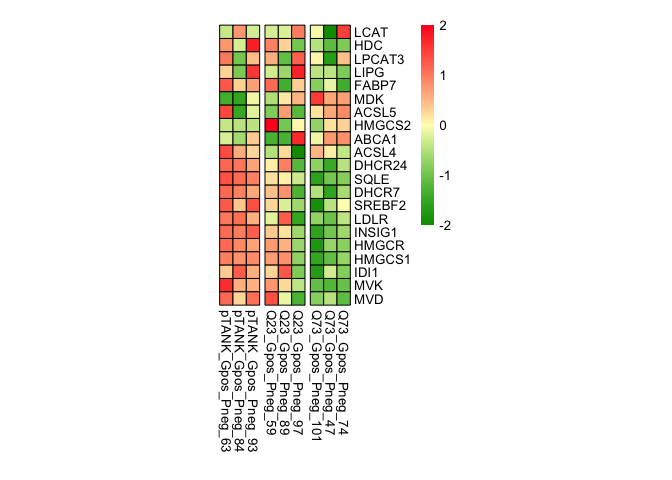 LCAT
HDC
LPCAT3
LIPG
FABP7
MDK
ACSL5
HMGCS2
ABCA1
ACSL4
DHCR24
SQLE
DHCR7
SREBF2
LDLR
INSIG1
HMGCR
HMGCS1
IDI1
MVK
MVD
2
1
0
-1
-2
pTANK_Gpos_Pneg_63
pTANK_Gpos_Pneg_84
pTANK_Gpos_Pneg_93
Q23_Gpos_Pneg_59
Q23_Gpos_Pneg_89
Q23_Gpos_Pneg_97
Q73_Gpos_Pneg_101
Q73_Gpos_Pneg_47
Q73_Gpos_Pneg_74